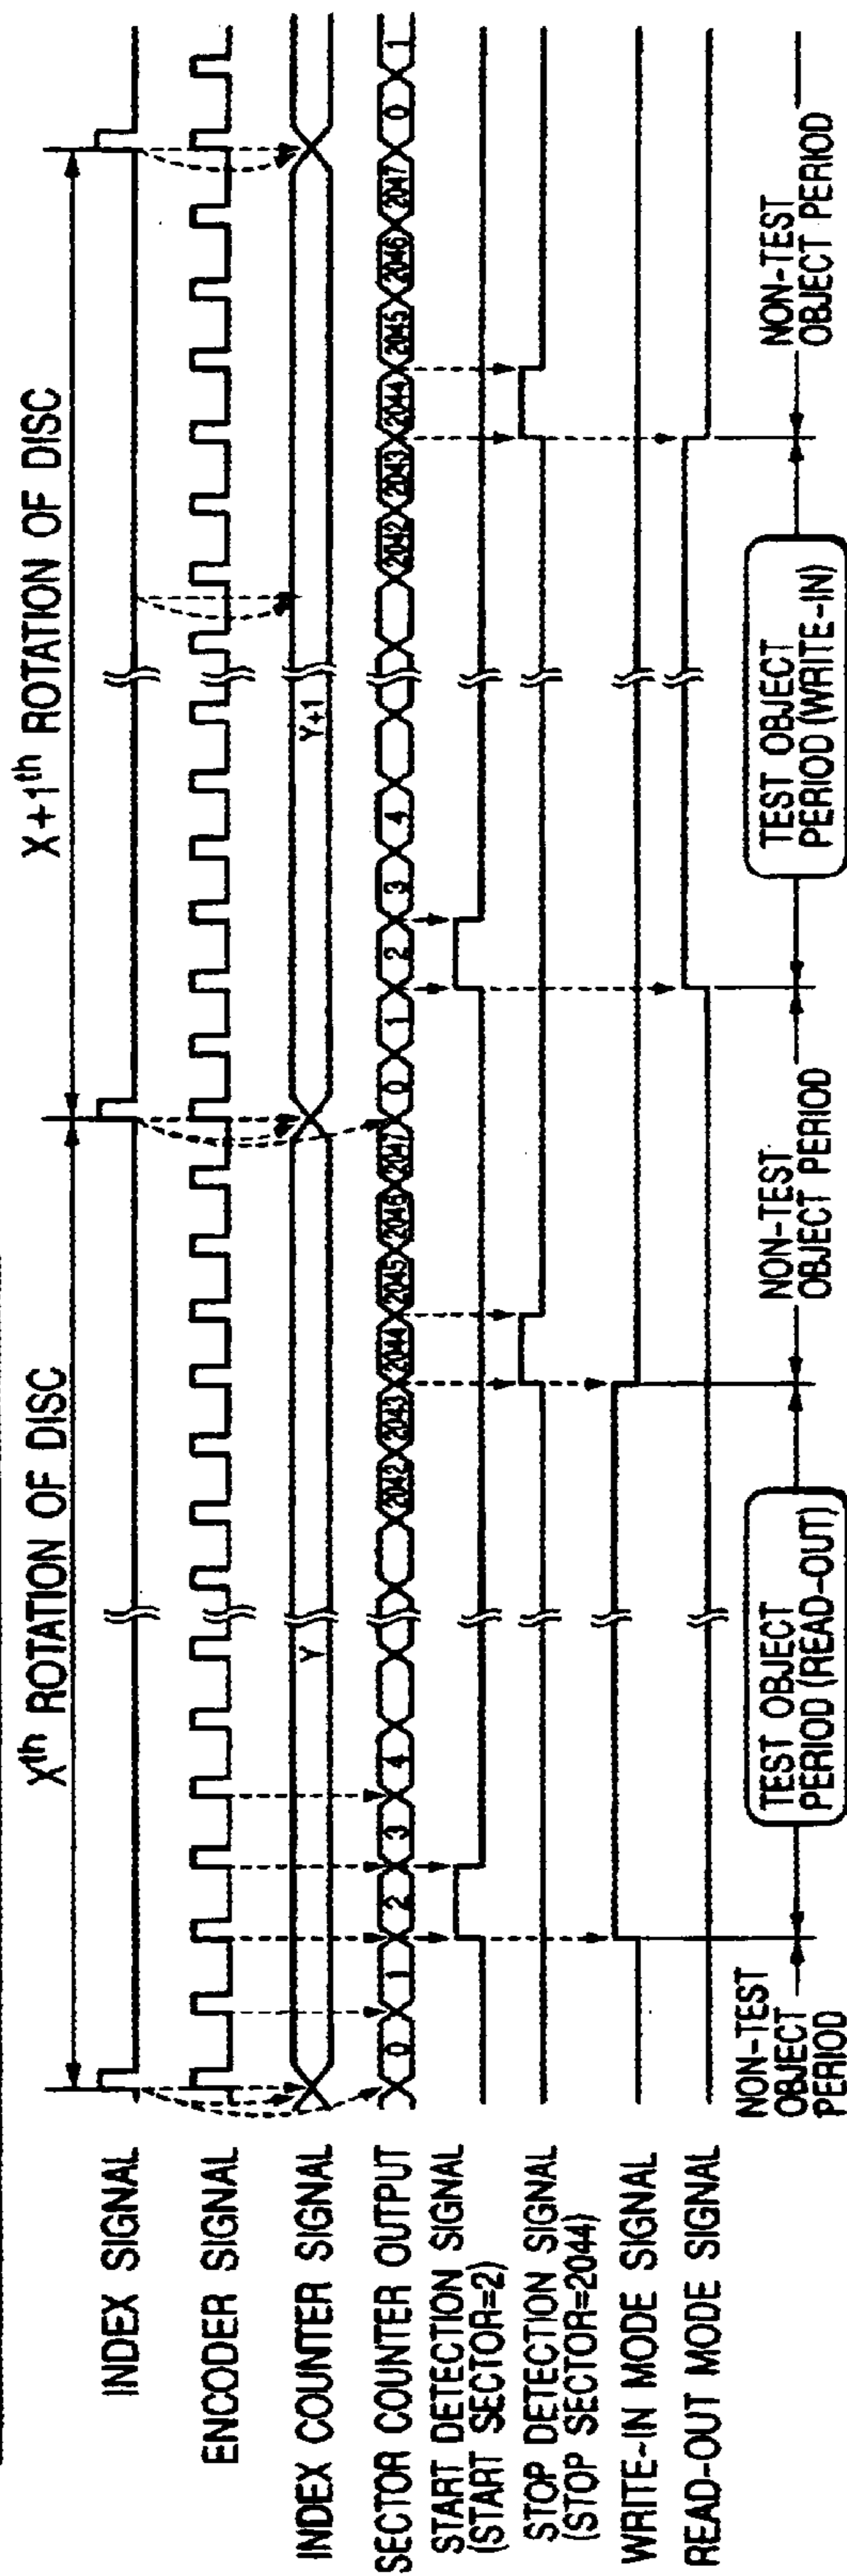 Xth ROTATION OF DISC
X+1th ROTATION OF DISC
INDEX SIGNAL
ENCODER SIGNAL
INDEX COUNTER SIGNAL
Y
Y+1
SECTOR COUNTER OUTPUT
0 1 2 3 4 2042 2043 2044 2045 2046 2047 0 1 2 3 4 2042 2043 2044 2045 2046 2047 0 1
START DETECTION SIGNAL
(START SECTOR=2)
STOP DETECTION SIGNAL
(STOP SECTOR=2044)
WRITE-IN MODE SIGNAL
READ-OUT MODE SIGNAL
NON-TEST
OBJECT
PERIOD
TEST OBJECT
PERIOD (READ-OUT)
NON-TEST
OBJECT PERIOD
TEST OBJECT
PERIOD (WRITE-IN)
NON-TEST
OBJECT PERIOD